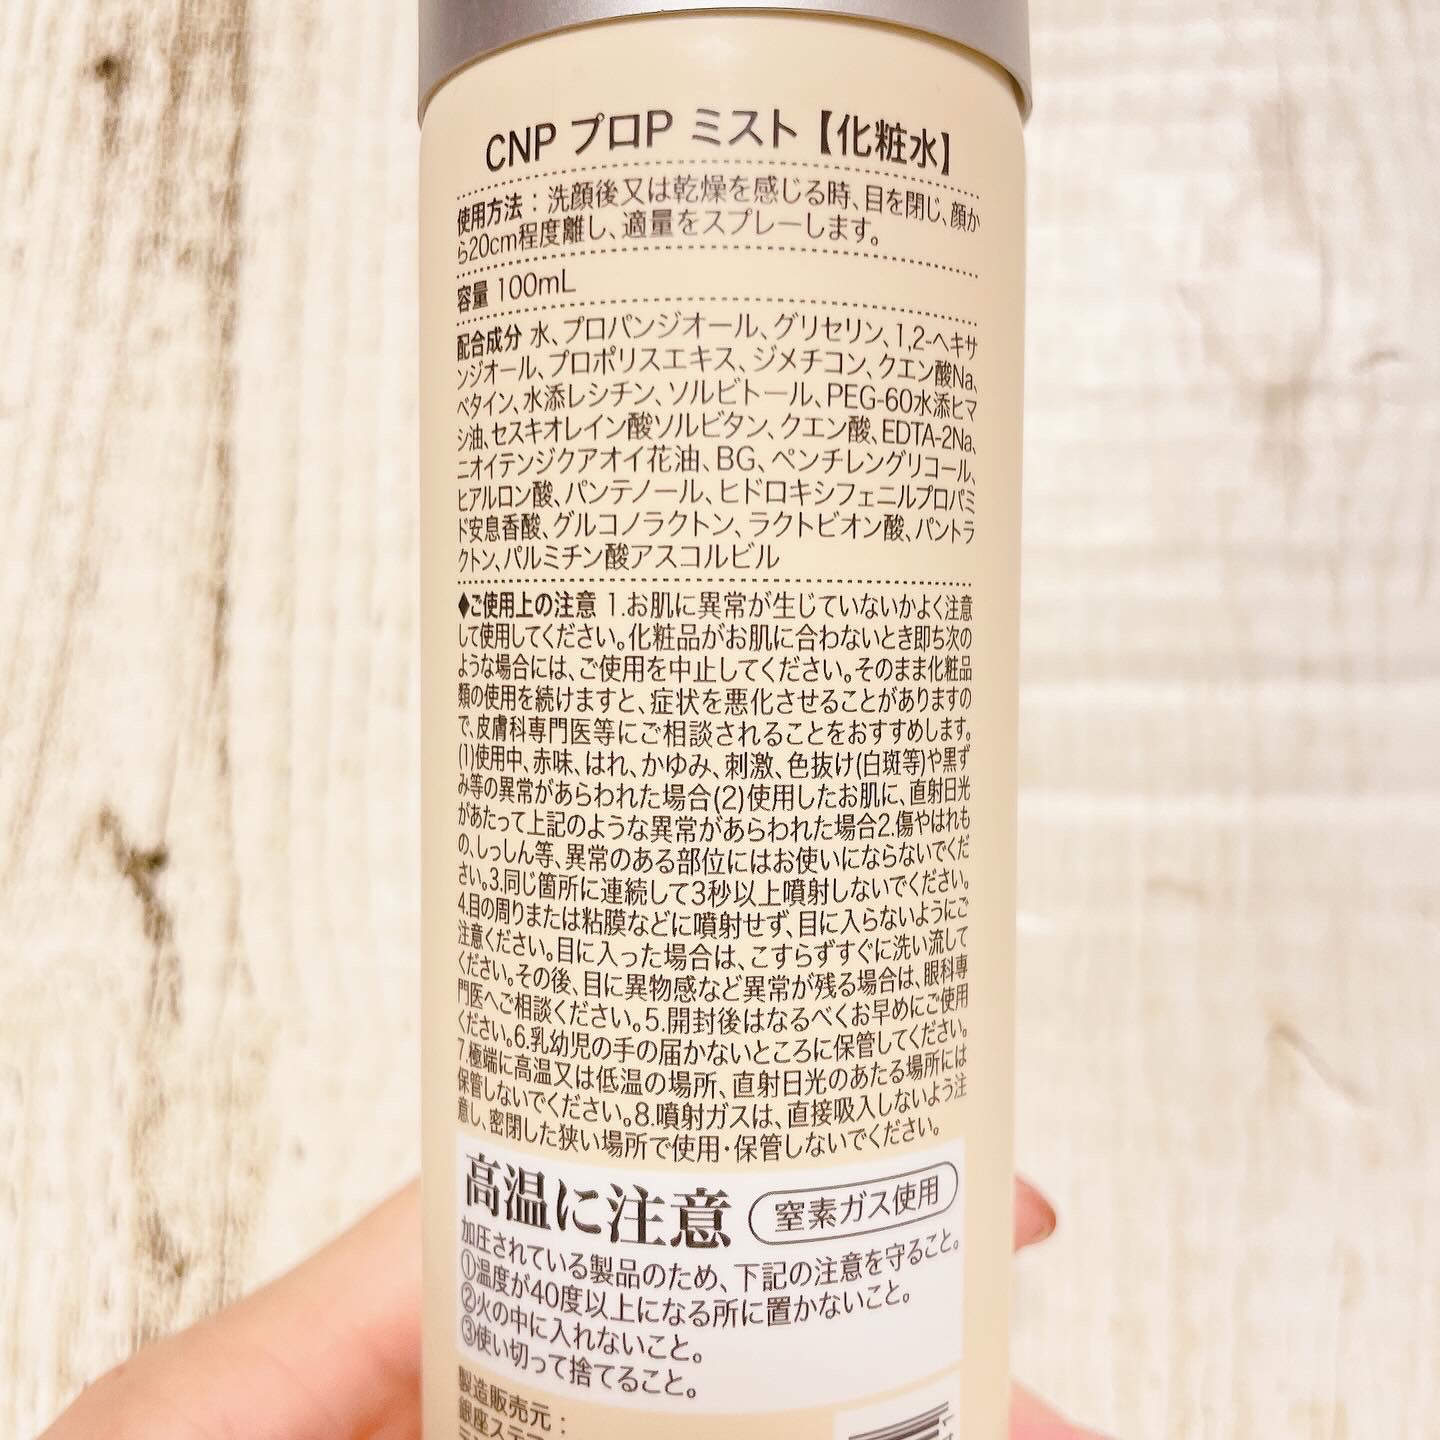 CNP プロP ミスト【化粧水】
使用方法：洗顔後又は乾燥を感じる時、目を閉じ、顔か
ら20cm程度離し、適量をスプレーします。
容量 100mL
配合成分 水、プロパンジオール、グリセリン、1,2-ヘキサ
ンジオール、プロポリスエキス、ジメチコン、クエン酸Na、
ベタイン、水添レシチン、ソルビトール、PEG-60水添ヒマ
シ油、セスキオレイン酸ソルビタン、クエン酸、EDTA-2Na、
ニオイテンジクアオイ花油、BG、ペンチレングリコール、
ヒアルロン酸、パンテノール、ヒドロキシフェニルプロパミ
ド安息香酸、グルコノラクトン、ラクトビオン酸、パントラ
クトン、パルミチン酸アスコルビル
◆ご使用上の注意 1.お肌に異常が生じていないかよく注意
して使用してください。化粧品がお肌に合わないとき即ち次の
ような場合には、ご使用を中止してください。そのまま化粧品
類の使用を続けますと、症状を悪化させることがありますの
で、皮膚科専門医等にご相談されることをおすすめします。
(1)使用中、赤味、はれ、かゆみ、刺激、色抜け(白斑等)や黒ず
み等の異常があらわれた場合(2)使用したお肌に、直射日光
があたって上記のような異常があらわれた場合2.傷やはれも
の、しっしん等、異常のある部位にはお使いにならないでくだ
さい。3.同じ箇所に連続して3秒以上噴射しないでください。
4.目の周りまたは粘膜などに噴射せず、目に入らないようにご
注意ください。目に入った場合は、こすらずすぐに洗い流して
ください。その後、目に異物感など異常が残る場合は、眼科専
門医へご相談ください。5.開封後はなるべくお早めにご使用
ください。6.乳幼児の手の届かないところに保管してください。
7.極端に高温又は低温の場所、直射日光のあたる場所には
保管しないでください。8.噴射ガスは、直接吸入しないよう注
意し、密閉した狭い場所で使用・保管しないでください。
高温に注意 窒素ガス使用
加圧されている製品のため、下記の注意を守ること。
①温度が40度以上になる所に置かないこと。
②火の中に入れないこと。
③使い切って捨てること。
製造販売元：
銀座ステフ